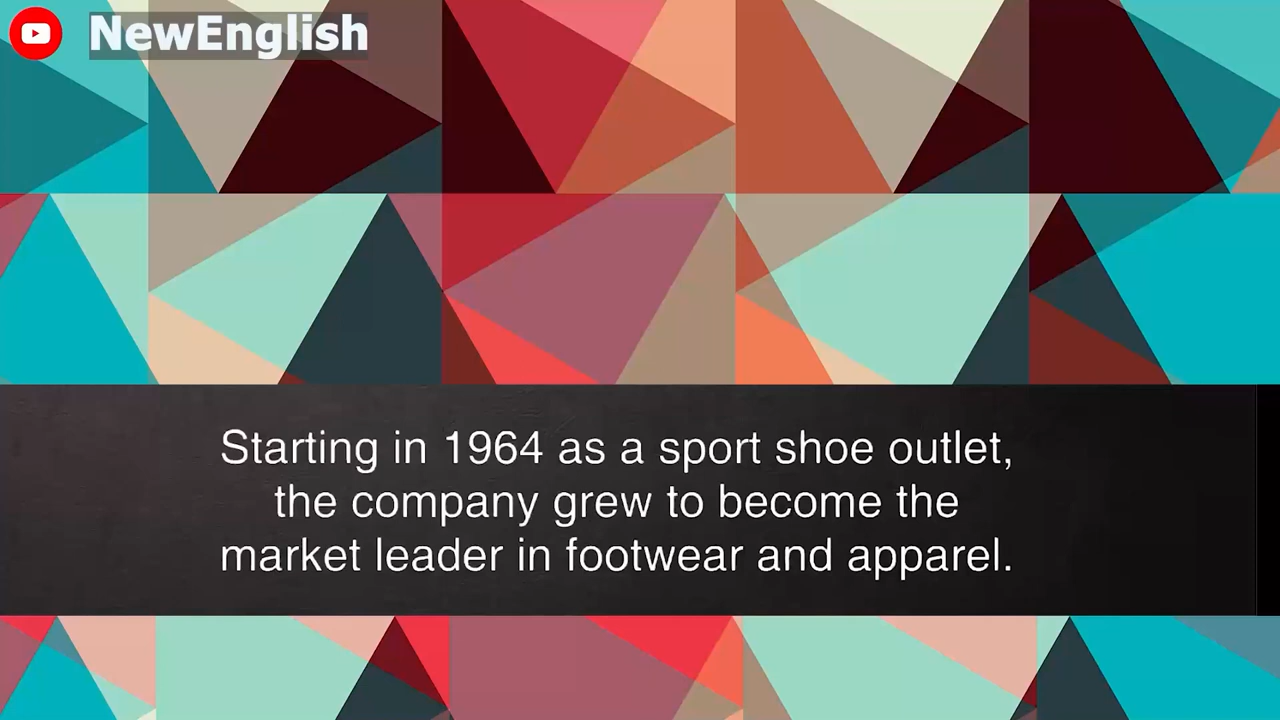 NewEnglish
Starting in 1964 as a sport shoe outlet,
the company grew to become the
market leader in footwear and apparel.